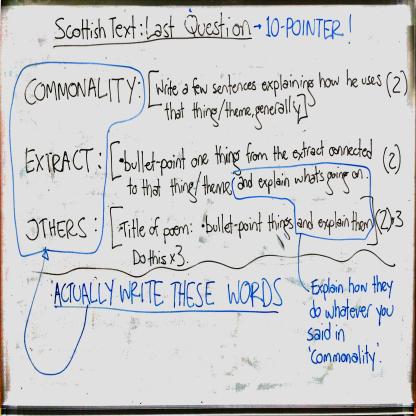 Scottish Text: Last Question → 10-POINTER!
COMMONALITY: [Write a few sentences explaining how he uses (2)
that thing/theme, generally]
EXTRACT: [•bullet-point one thing from the extract connected (2)
to that thing/theme and explain what's going on
OTHERS: [Title of poem: •bullet-point things and explain them] (2)×3
Do this ×3.
ACTUALLY WRITE THESE WORDS
Explain how they
do whatever you
said in
'Commonality'.